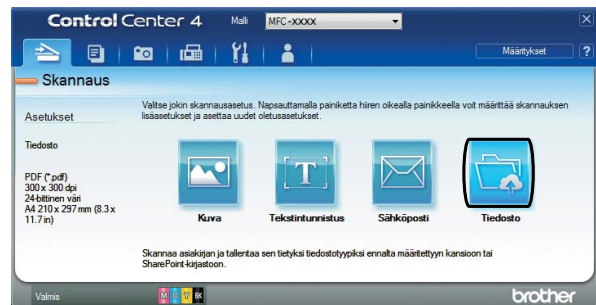 Control Center 4 Malli MFC-XXXX
Määritykset ?
Skannaus
Asetukset
Valitse jokin skannausasetus. Napsauttamalla painiketta hiiren oikealla painikkeella voit määrittää skannauksen
lisäasetukset ja asettaa uudet oletusasetukset.
Tiedosto
PDF (*.pdf)
300 x 300 dpi
24-bittinen väri
A4 210 x 297 mm (8.3 x
11.7 in)
T
Kuva Tekstintunnistus Sähköposti Tiedosto
Skannaa asiakirjan ja tallentaa sen tietyksi tiedostotyypiksi ennalta määritettyyn kansioon tai
SharePoint-kirjastoon.
Valmis M C Y BK brother